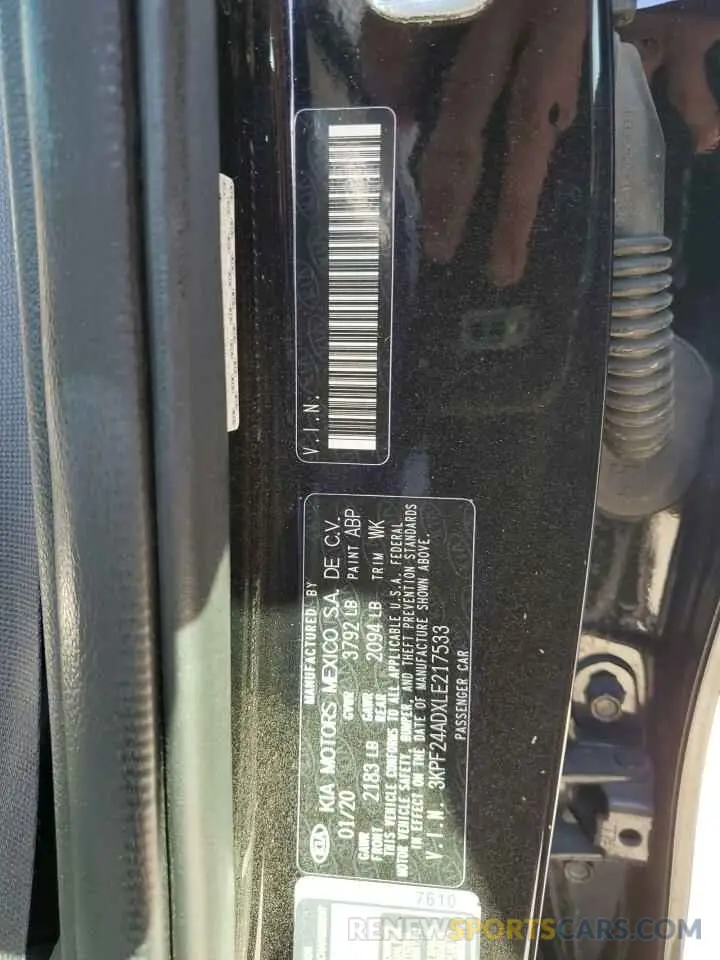 V.I.N.
MANUFACTURED BY
KIA KIA MOTORS MEXICO S.A. DE C.V.
01/20 GVWR 3792 LB PAINT ABP
GAWR FRONT 2183 LB GAWR REAR 2094 LB TRIM WK
THIS VEHICLE CONFORMS TO ALL APPLICABLE U.S.A. FEDERAL
MOTOR VEHICLE SAFETY, BUMPER, AND THEFT PREVENTION STANDARDS
IN EFFECT ON THE DATE OF MANUFACTURE SHOWN ABOVE.
V.I.N. 3KPF24ADXLE217533
PASSENGER CAR
7610
RENEWSPORTSCARS.COM